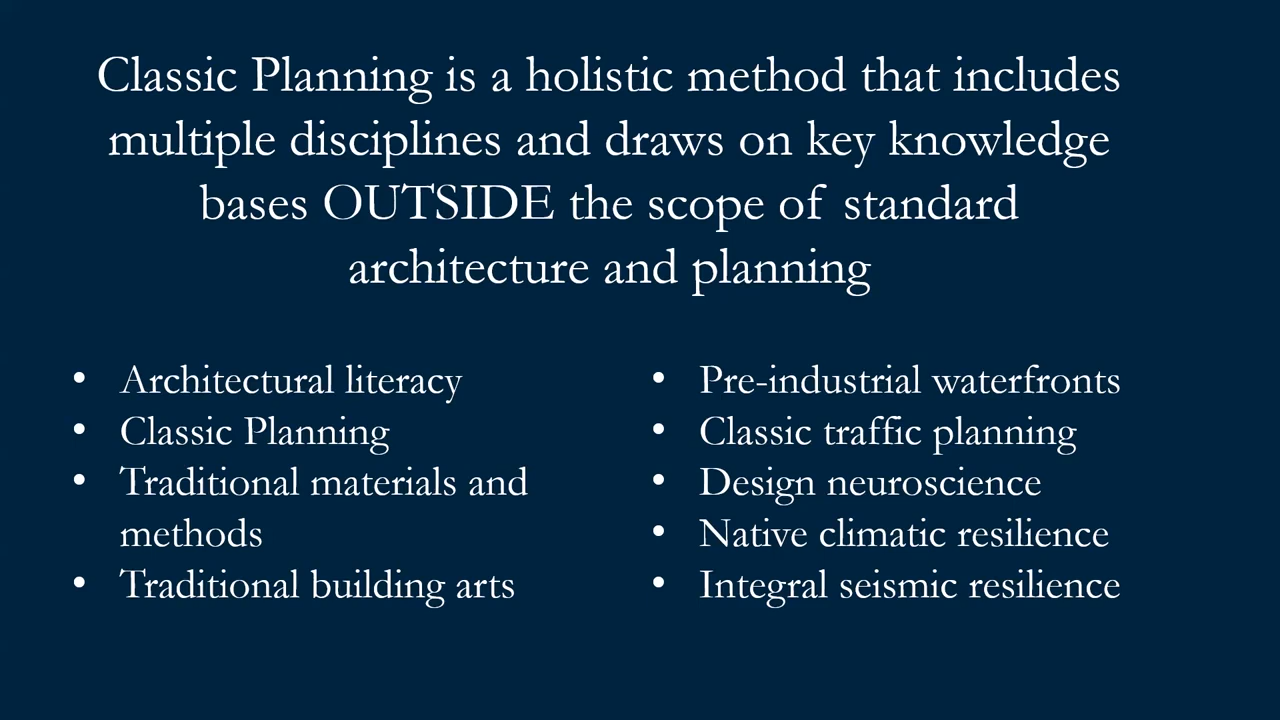 Classic Planning is a holistic method that includes
multiple disciplines and draws on key knowledge
bases OUTSIDE the scope of standard
architecture and planning
• Architectural literacy
• Classic Planning
• Traditional materials and
methods
• Traditional building arts
• Pre-industrial waterfronts
• Classic traffic planning
• Design neuroscience
• Native climatic resilience
• Integral seismic resilience